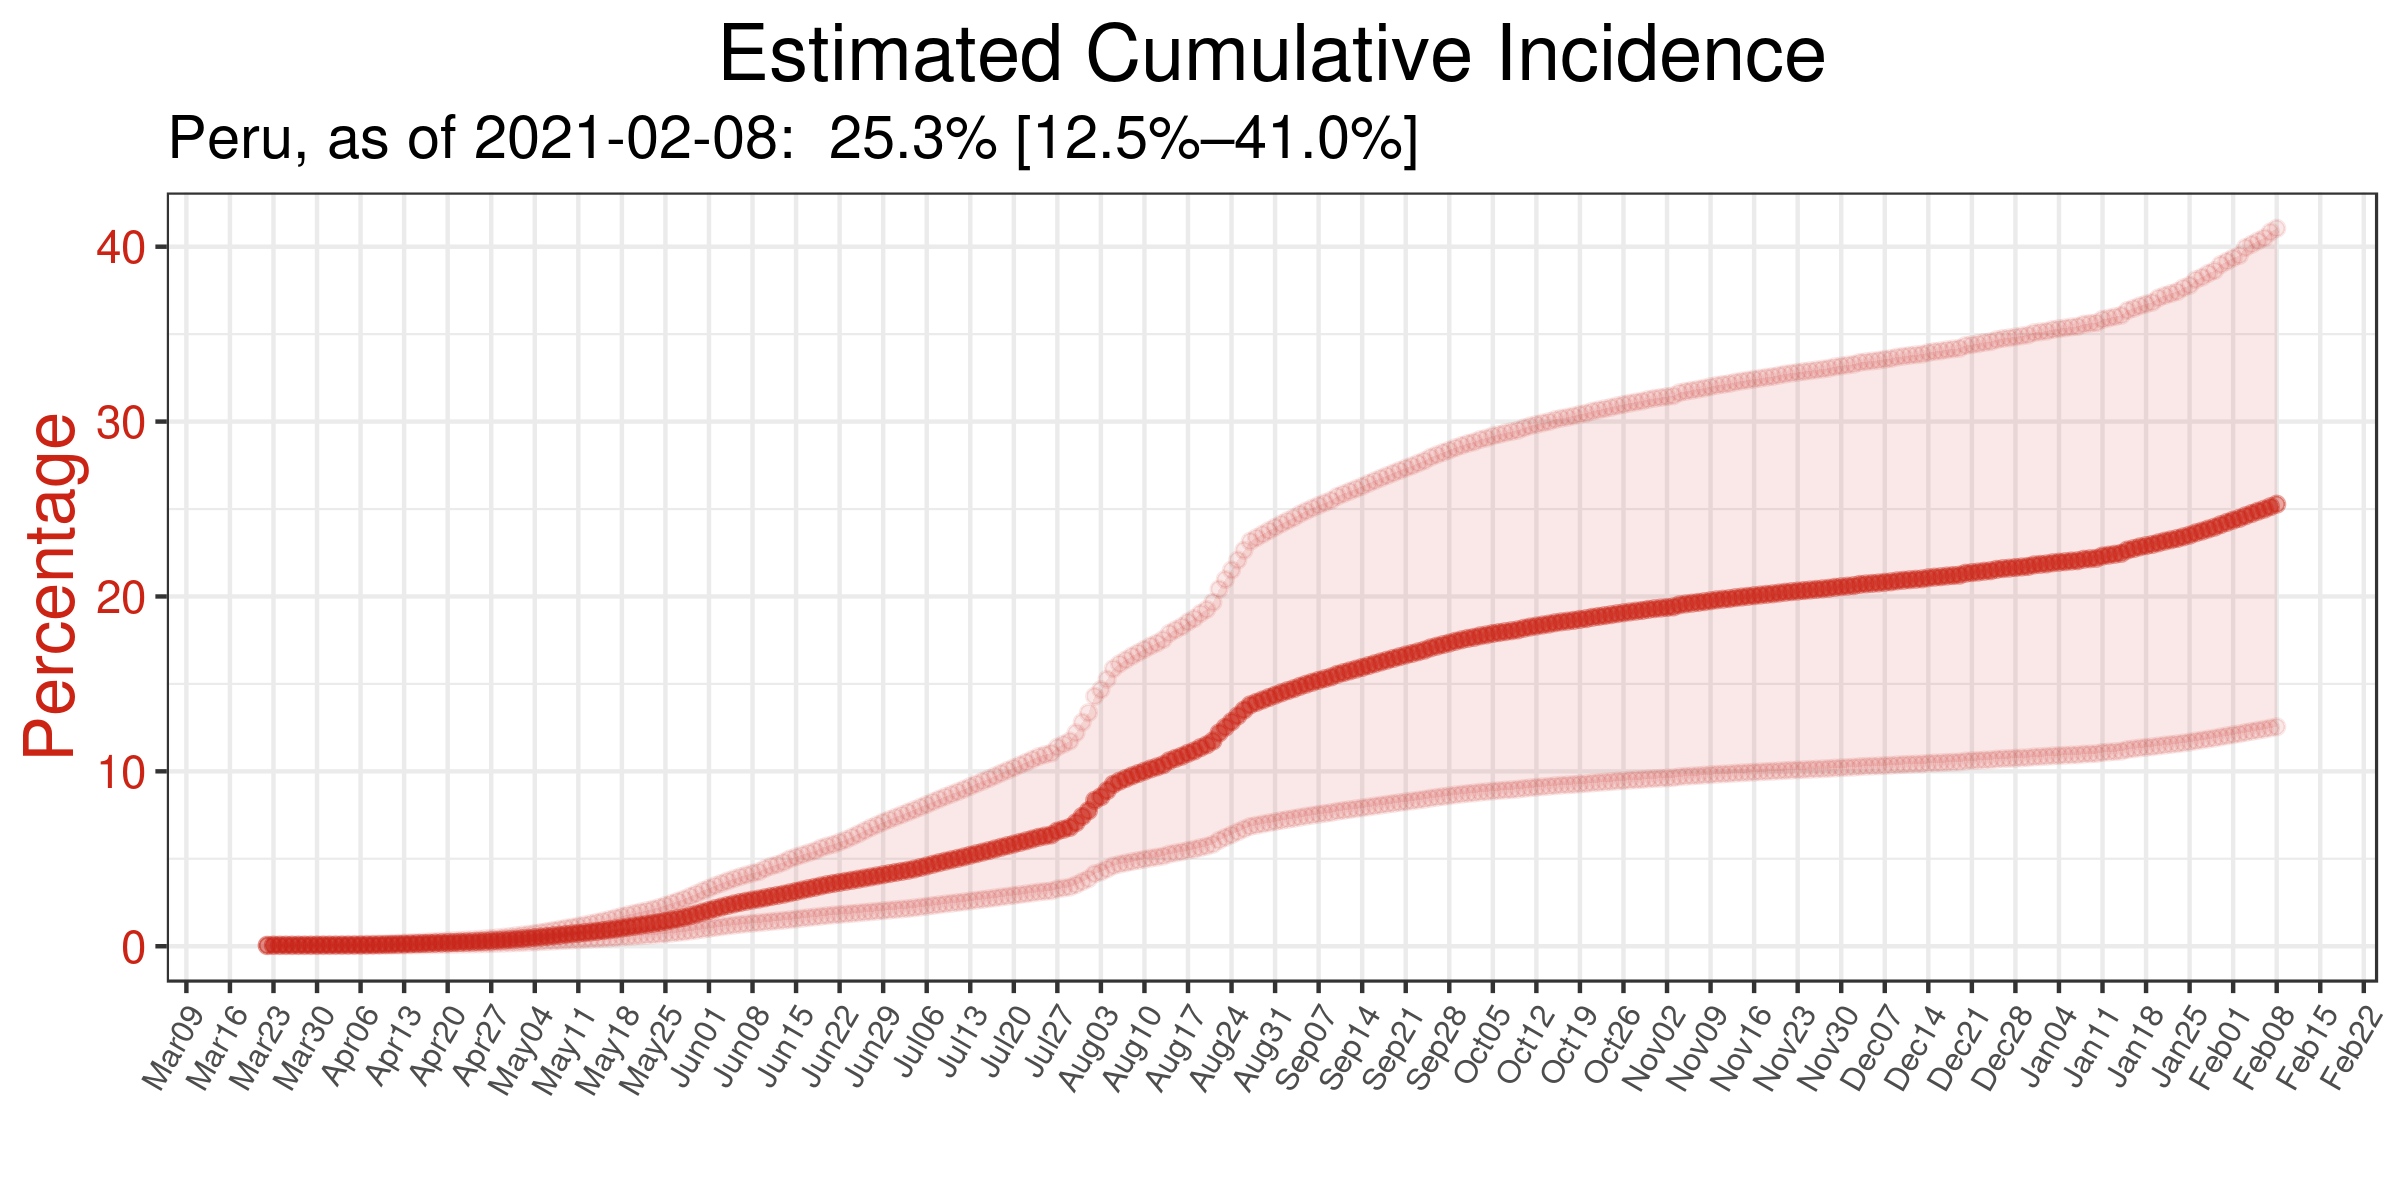 Estimated Cumulative Incidence
Peru, as of 2021-02-08:  25.3% [12.5%–41.0%]
Percentage
40
30
20
10
0
Mar09
Mar16
Mar23
Mar30
Apr06
Apr13
Apr20
Apr27
May04
May11
May18
May25
Jun01
Jun08
Jun15
Jun22
Jun29
Jul06
Jul13
Jul20
Jul27
Aug03
Aug10
Aug17
Aug24
Aug31
Sep07
Sep14
Sep21
Sep28
Oct05
Oct12
Oct19
Oct26
Nov02
Nov09
Nov16
Nov23
Nov30
Dec07
Dec14
Dec21
Dec28
Jan04
Jan11
Jan18
Jan25
Feb01
Feb08
Feb15
Feb22